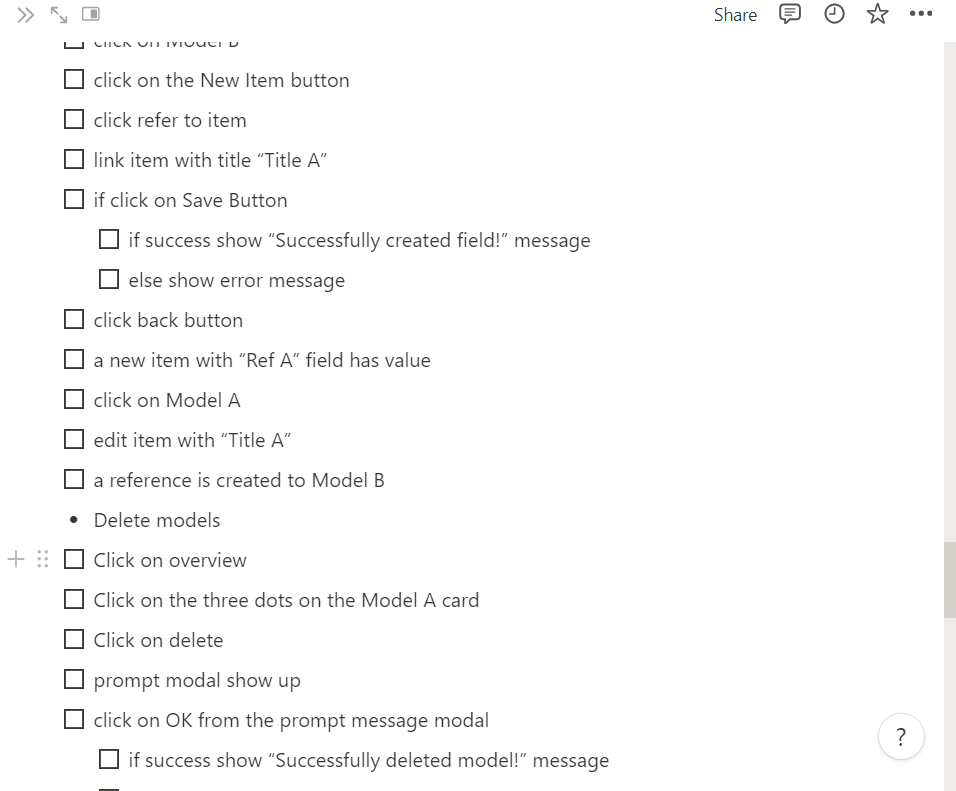 Share
click on Model B
click on the New Item button
click refer to item
link item with title “Title A”
if click on Save Button
if success show “Successfully created field!” message
else show error message
click back button
a new item with “Ref A” field has value
click on Model A
edit item with “Title A”
a reference is created to Model B
• Delete models
Click on overview
Click on the three dots on the Model A card
Click on delete
prompt modal show up
click on OK from the prompt message modal
if success show “Successfully deleted model!” message
?